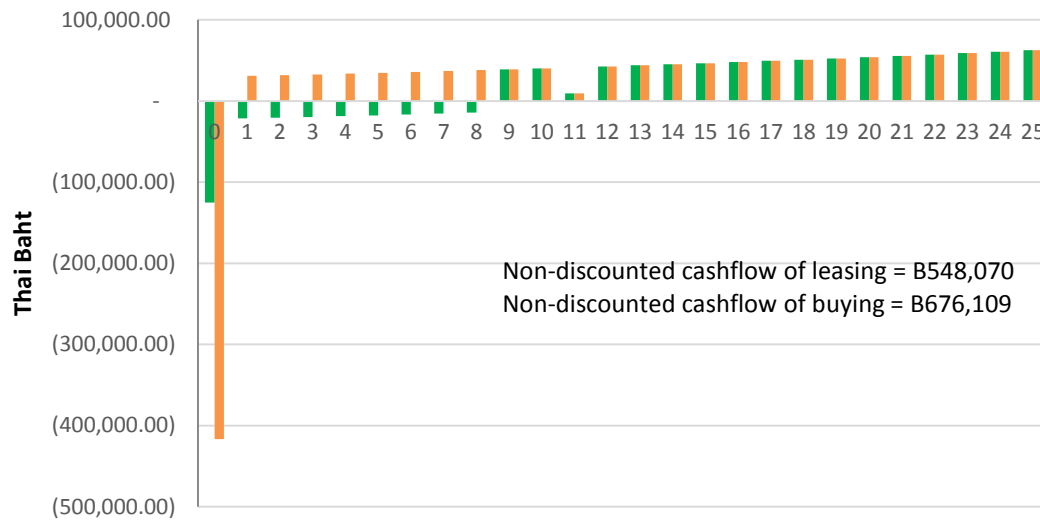 100,000.00
-
0 1 2 3 4 5 6 7 8 9 10 11 12 13 14 15 16 17 18 19 20 21 22 23 24 25
(100,000.00)
Thai Baht
(200,000.00)
Non-discounted cashflow of leasing = B548,070
Non-discounted cashflow of buying = B676,109
(300,000.00)
(400,000.00)
(500,000.00)